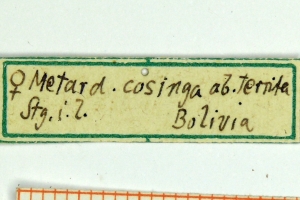 ♀ Metard. cosinga ab. ternita
Stg. i. l. Bolivia